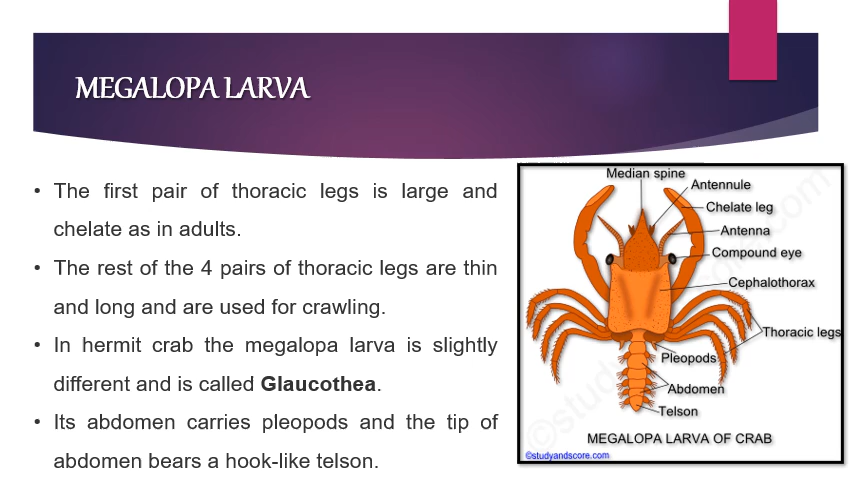 MEGALOPA LARVA
• The first pair of thoracic legs is large and
chelate as in adults.
• The rest of the 4 pairs of thoracic legs are thin
and long and are used for crawling.
• In hermit crab the megalopa larva is slightly
different and is called Glaucothea.
• Its abdomen carries pleopods and the tip of
abdomen bears a hook-like telson.
Median spine
Antennule
Chelate leg
Antenna
Compound eye
Cephalothorax
Thoracic legs
Pleopods
Abdomen
Telson
MEGALOPA LARVA OF CRAB
©studyandscore.com